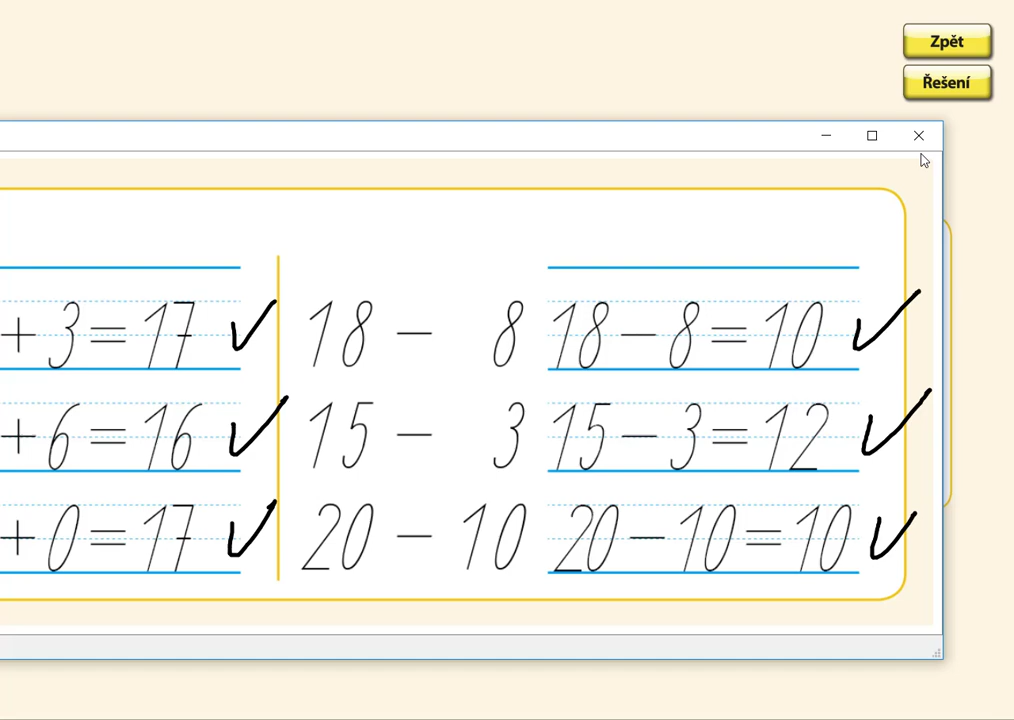 Zpět
Řešení
+ 3 = 17 18 - 8 18 - 8 = 10
+ 6 = 16 15 - 3 15 - 3 = 12
+ 0 = 17 20 - 10 20 - 10 = 10